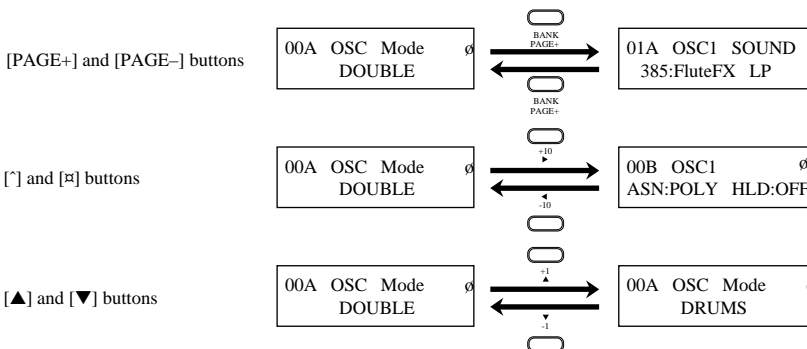 BANK
PAGE+
[PAGE+] and [PAGE–] buttons
00A OSC Mode ø
DOUBLE
01A OSC1 SOUND
385:FluteFX LP
BANK
PAGE+
+10
►
[ˆ] and [¤] buttons
00A OSC Mode ø
DOUBLE
00B OSC1 ø
ASN:POLY HLD:OFF
◄
-10
+1
▲
[▲] and [▼] buttons
00A OSC Mode ø
DOUBLE
00A OSC Mode
DRUMS
▼
-1